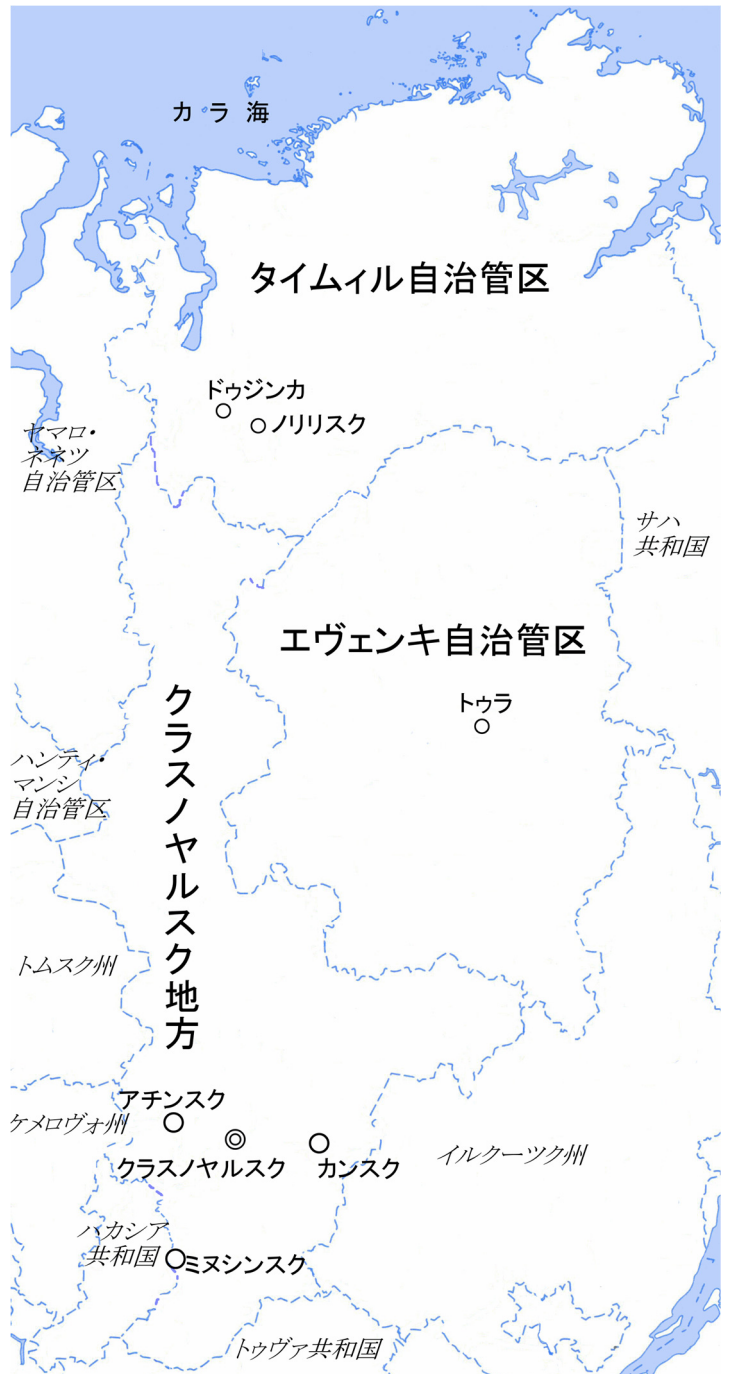 カラ海
タイムィル自治管区
ドゥジンカ
ノリリスク
ヤマロ・
ネネツ
自治管区
サハ
共和国
エヴェンキ自治管区
トゥラ
クラスノヤルスク地方
ハンティ・
マンシ
自治管区
トムスク州
アチンスク
ケメロヴォ州
クラスノヤルスク
カンスク
イルクーツク州
ハカシア
共和国
ミヌシンスク
トゥヴァ共和国